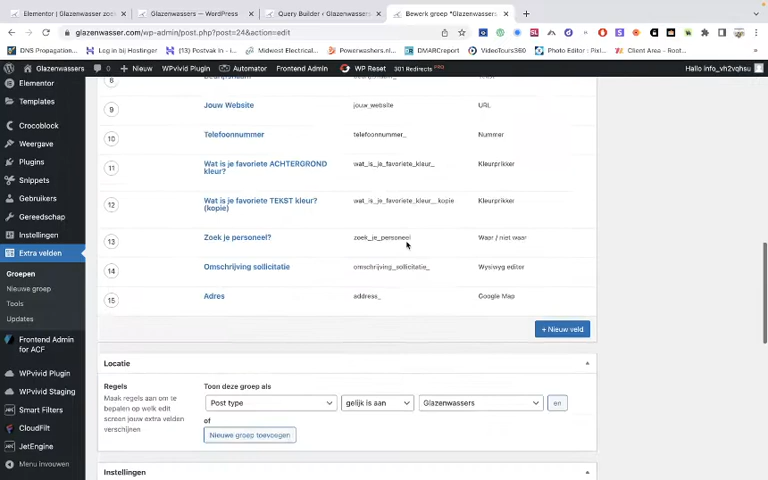 Elementor | Glazenwasser zoe
Glazenwassers — WordPress
Query Builder ‹ Glazenwassers
Bewerk groep "Glazenwassers
glazenwasser.com/wp-admin/post.php?post=24&action=edit
DNS Propagation...
Log in bij Hostinger
(13) Postvak In - i...
Midwest Electrical...
Powerwashers.nl...
DMARCreport
VideoTours360
Photo Editor : Pixl...
Client Area - Round...
Glazenwassers
0
Nieuw
WPvivid Plugin
Automator
Frontend Admin
WP Reset
301 Redirects PRO
Hallo info_vh2vqhsu
Elementor
Templates
Crocoblock
Weergave
Plugins
Snippets
Gebruikers
Gereedschap
Instellingen
Extra velden
Groepen
Nieuwe groep
Tools
Updates
Frontend Admin
for ACF
WPvivid Plugin
WPvivid Staging
Smart Filters
CloudFilt
JetEngine
Menu invouwen
8
9
Jouw Website
jouw_website
URL
10
Telefoonnummer
telefoonnummer_
Nummer
11
Wat is je favoriete ACHTERGROND
kleur?
wat_is_je_favoriete_kleur_
Kleurprikker
12
Wat is je favoriete TEKST kleur?
(kopie)
wat_is_je_favoriete_kleur__kopie
Kleurprikker
13
Zoek je personeel?
zoek_je_personeel
Waar / niet waar
14
Omschrijving sollicitatie
omschrijving_sollicitatie_
Wysiwyg editor
15
Adres
address_
Google Map
+ Nieuw veld
Locatie
Regels
Maak regels aan om te
bepalen op welk edit
screen jouw extra velden
verschijnen
Toon deze groep als
Post type
gelijk is aan
Glazenwassers
en
of
Nieuwe groep toevoegen
Instellingen